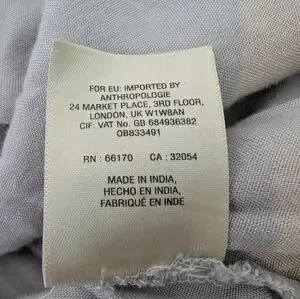 FOR EU: IMPORTED BY
ANTHROPOLOGIE
24 MARKET PLACE, 3RD FLOOR,
LONDON, UK W1W8AN
CIF: VAT No. GB 684936382
OB833491
RN : 66170 CA : 32054
MADE IN INDIA,
HECHO EN INDIA,
FABRIQUÉ EN INDE